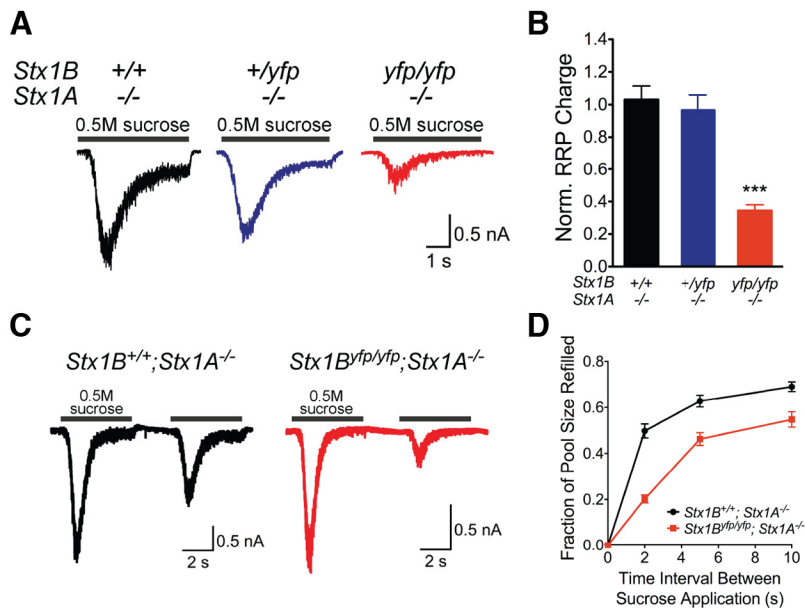 A
Stx1B +/+ +/yfp yfp/yfp
Stx1A -/- -/- -/-
0.5M sucrose 0.5M sucrose 0.5M sucrose
0.5 nA
1 s
B
Norm. RRP Charge
1.4
1.2
1.0
0.8
0.6
0.4
0.2
0.0
***
Stx1B +/+ +/yfp yfp/yfp
Stx1A -/- -/- -/-
C
Stx1B+/+;Stx1A-/- Stx1Byfp/yfp;Stx1A-/-
0.5M 0.5M
sucrose sucrose
0.5 nA 0.5 nA
2 s 2 s
D
Fraction of Pool Size Refilled
0.8
0.6
0.4
0.2
0.0
Stx1B+/+; Stx1A-/-
Stx1Byfp/yfp; Stx1A-/-
0 2 4 6 8 10
Time Interval Between
Sucrose Application (s)